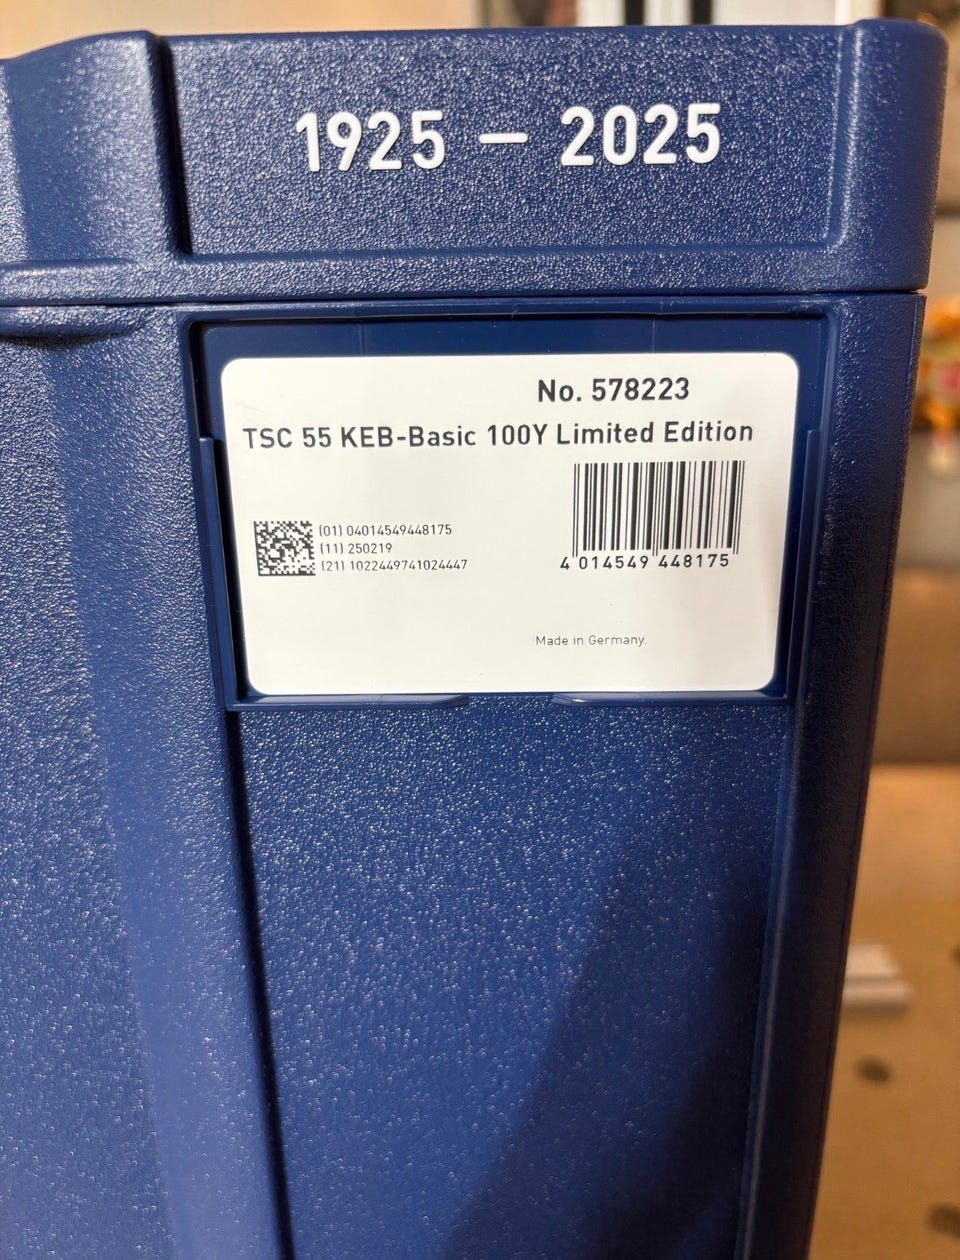 1925 – 2025
No. 578223
TSC 55 KEB-Basic 100Y Limited Edition
(01) 04014549448175
(11) 250219
(21) 1022449741024447
4 014549 448175
Made in Germany.